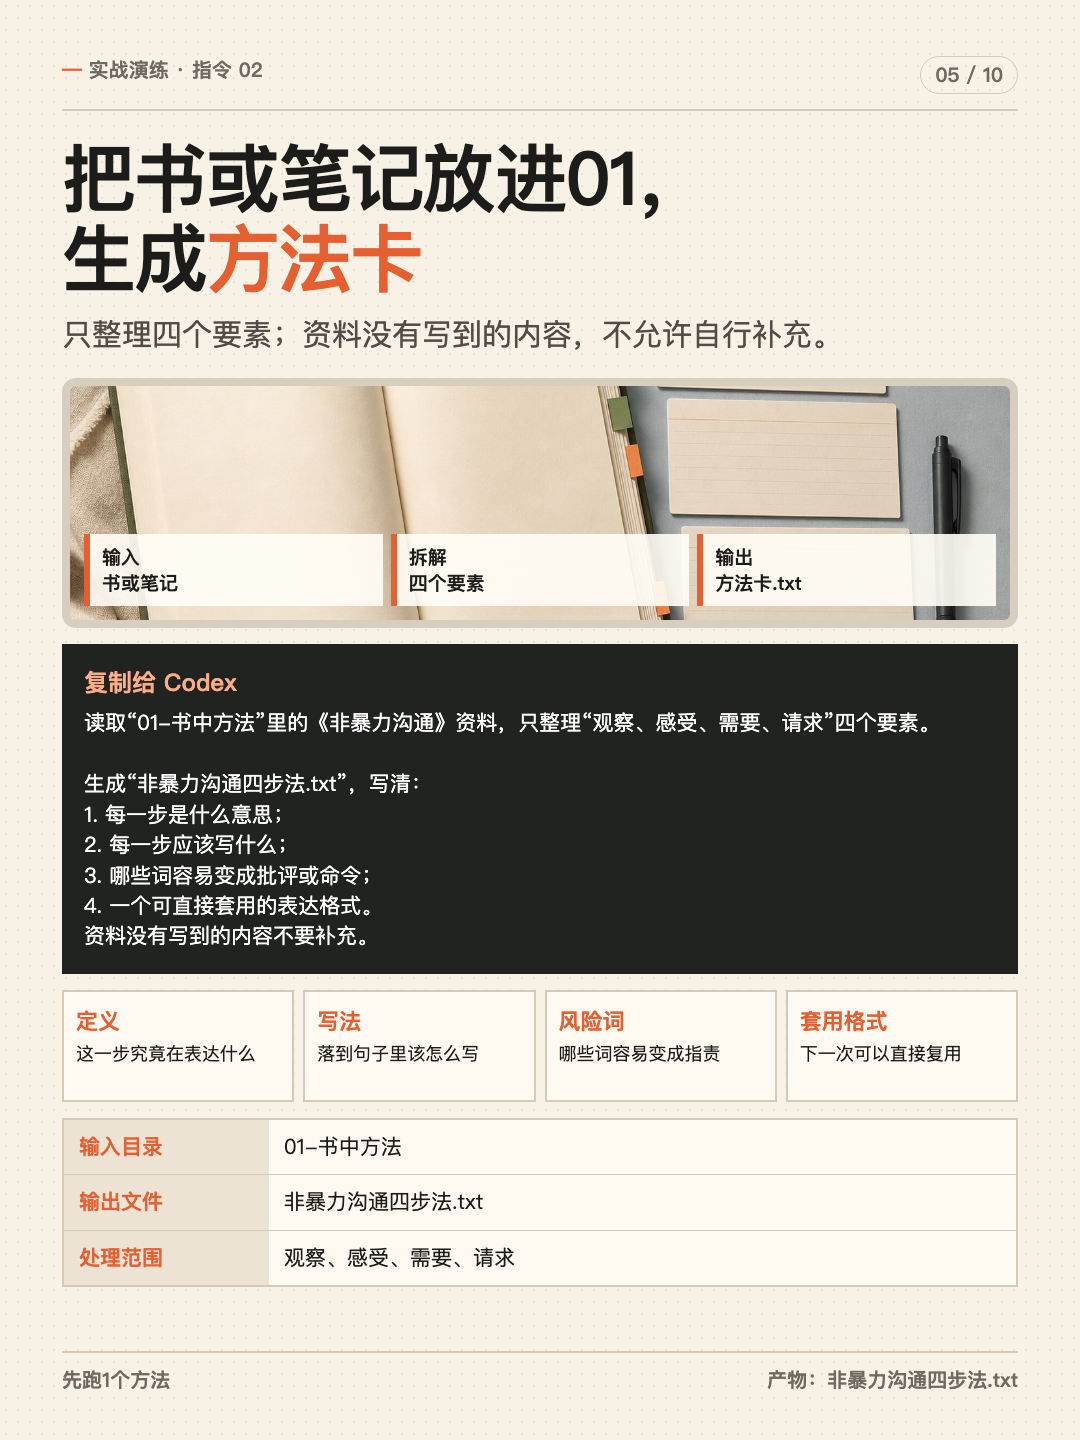 — 实战演练 · 指令 02
05 / 10
把书或笔记放进01，
生成方法卡
只整理四个要素；资料没有写到的内容，不允许自行补充。
输入
书或笔记
拆解
四个要素
输出
方法卡.txt
复制给 Codex
读取“01–书中方法”里的《非暴力沟通》资料，只整理“观察、感受、需要、请求”四个要素。
生成“非暴力沟通四步法.txt”，写清：
1. 每一步是什么意思；
2. 每一步应该写什么；
3. 哪些词容易变成批评或命令；
4. 一个可直接套用的表达格式。
资料没有写到的内容不要补充。
定义
这一步究竟在表达什么
写法
落到句子里该怎么写
风险词
哪些词容易变成指责
套用格式
下一次可以直接复用
输入目录
01–书中方法
输出文件
非暴力沟通四步法.txt
处理范围
观察、感受、需要、请求
先跑1个方法
产物：非暴力沟通四步法.txt